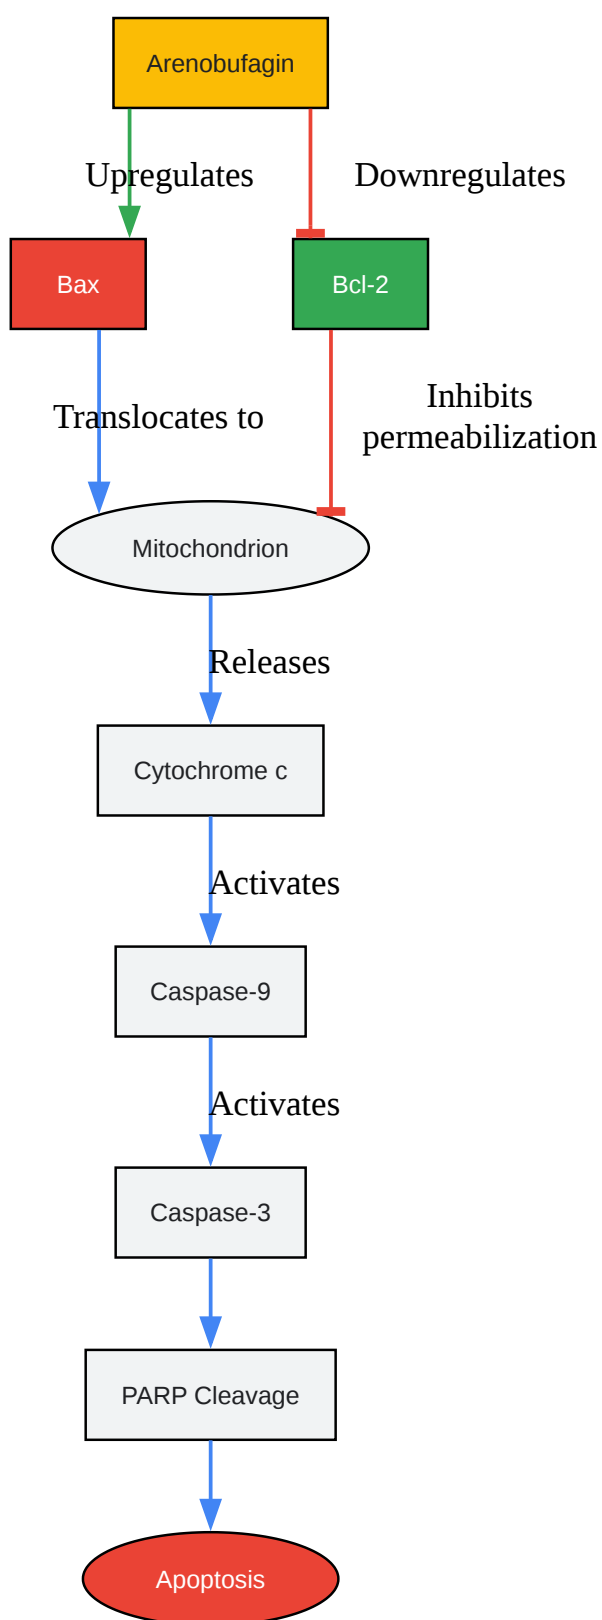 Arenobufagin
Upregulates
Downregulates
Bax
Bcl-2
Translocates to
Inhibits
permeabilization
Mitochondrion
Releases
Cytochrome c
Activates
Caspase-9
Activates
Caspase-3
PARP Cleavage
Apoptosis